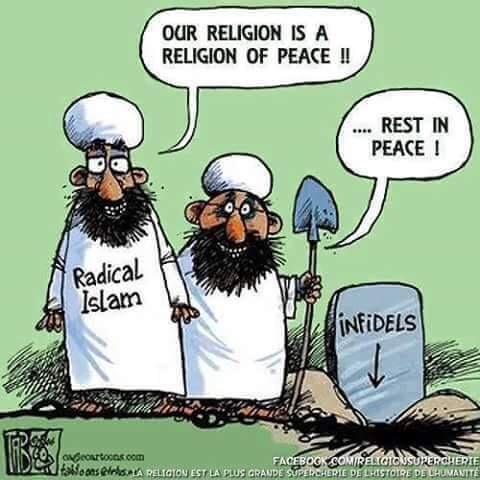 OUR RELIGION IS A
RELIGION OF PEACE !!
.... REST IN
PEACE !
Radical
Islam
INFIDELS
caglecartoons.com
FACEBOOK.COM/RELIGIONSUPERCHERIE
LA RELIGION EST LA PLUS GRANDE SUPERCHERIE DE L'HISTOIRE DE L'HUMANITÉ